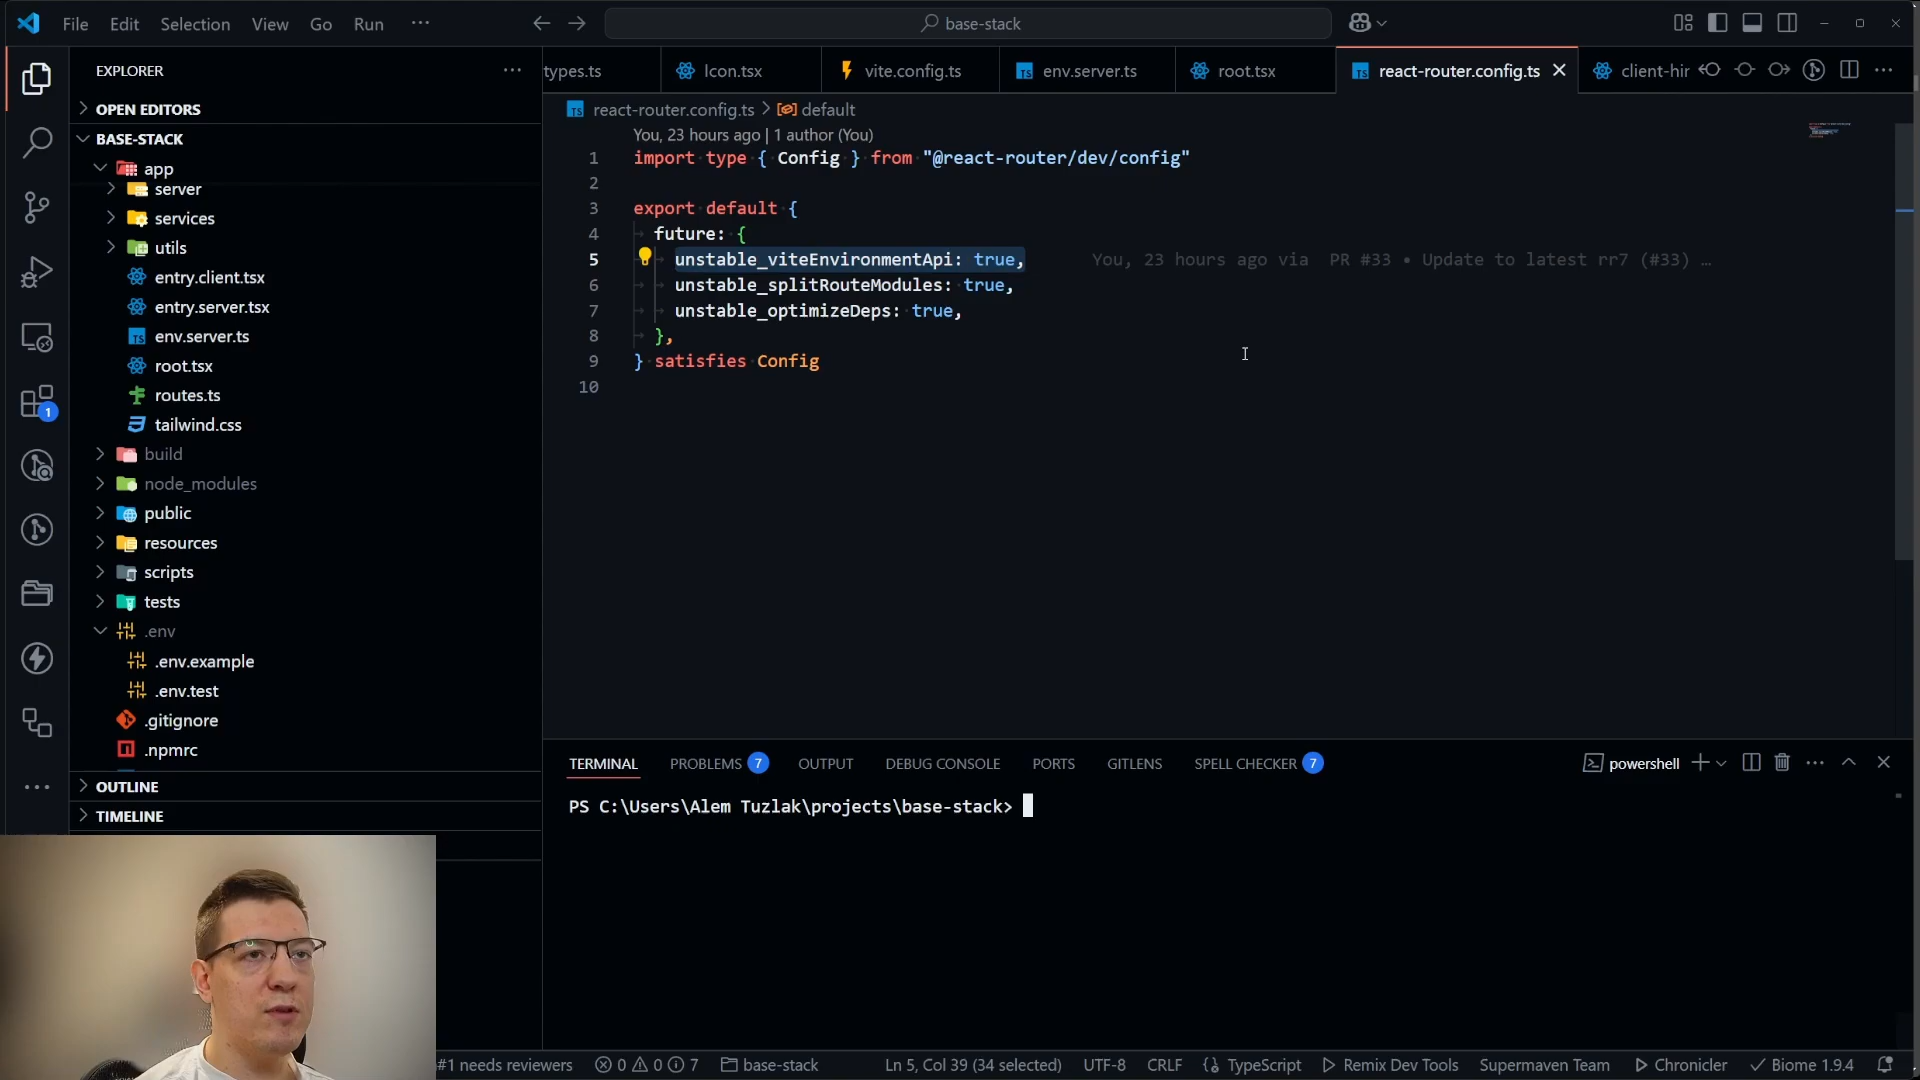 File Edit Selection View Go Run ···
base-stack
EXPLORER
OPEN EDITORS
BASE-STACK
app
server
services
utils
entry.client.tsx
entry.server.tsx
env.server.ts
root.tsx
routes.ts
tailwind.css
build
node_modules
public
resources
scripts
tests
.env
.env.example
.env.test
.gitignore
.npmrc
OUTLINE
TIMELINE
1
types.ts Icon.tsx vite.config.ts env.server.ts root.tsx react-router.config.ts client-hir
react-router.config.ts > default
You, 23 hours ago | 1 author (You)
1 import type { Config } from "@react-router/dev/config"
2
3 export default {
4 future: {
5 unstable_viteEnvironmentApi: true, You, 23 hours ago via PR #33 • Update to latest rr7 (#33) …
6 unstable_splitRouteModules: true,
7 unstable_optimizeDeps: true,
8 },
9 } satisfies Config
10
TERMINAL PROBLEMS 7 OUTPUT DEBUG CONSOLE PORTS GITLENS SPELL CHECKER 7 powershell
PS C:\Users\Alem Tuzlak\projects\base-stack>
#1 needs reviewers 0 0 7 base-stack Ln 5, Col 39 (34 selected) UTF-8 CRLF {} TypeScript Remix Dev Tools Supermaven Team Chronicler Biome 1.9.4